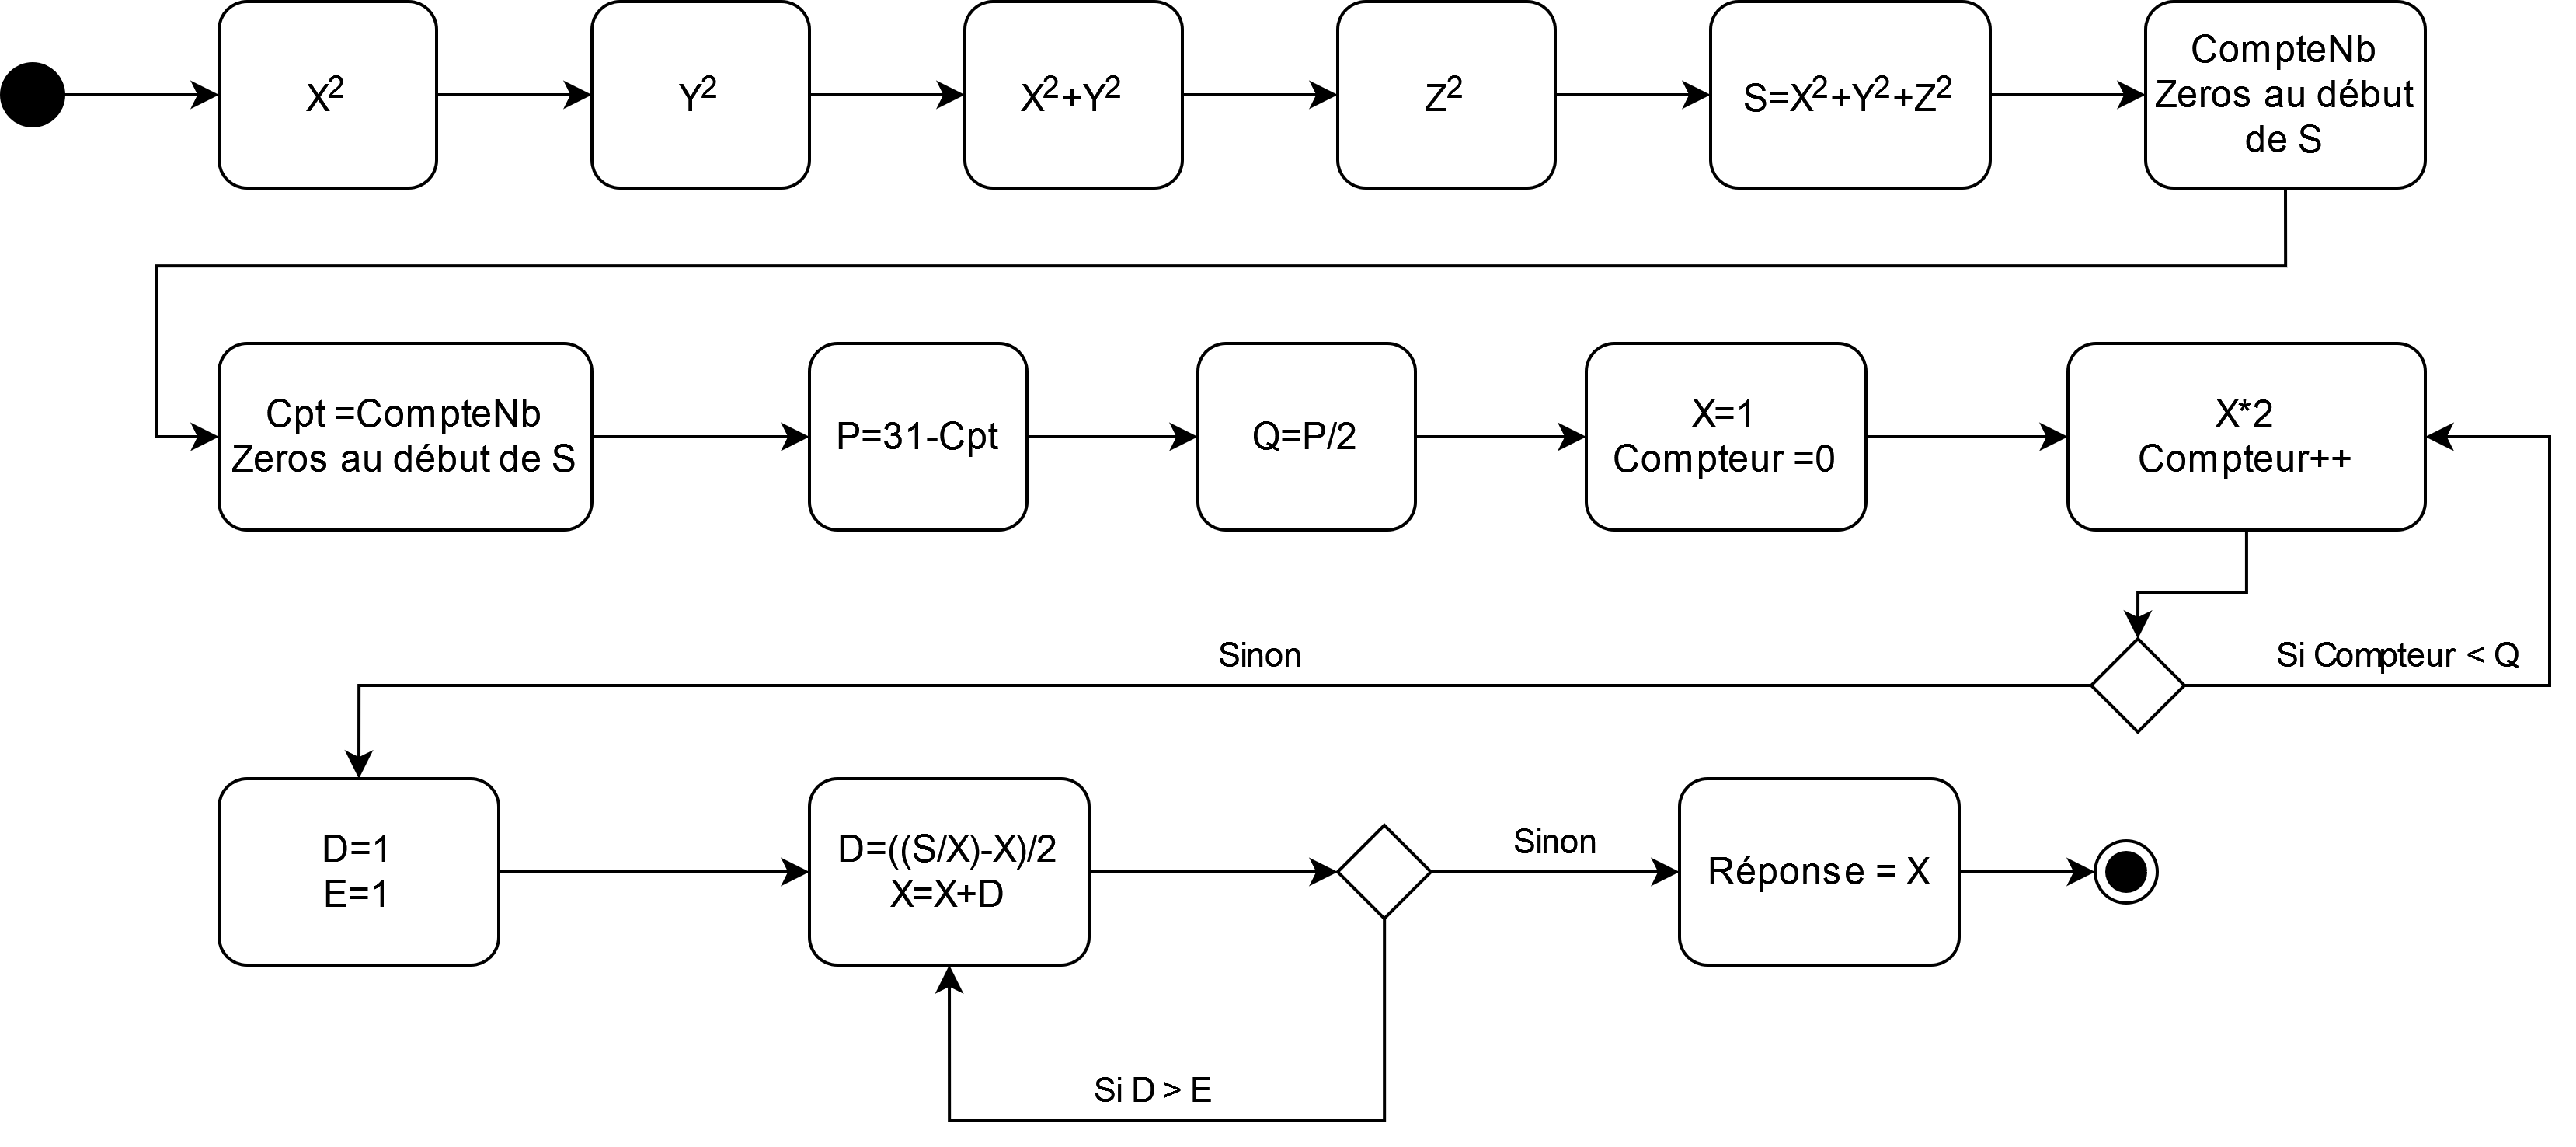 X²
Y²
X²+Y²
Z²
S=X²+Y²+Z²
CompteNb
Zeros au début
de S
Cpt =CompteNb
Zeros au début de S
P=31-Cpt
Q=P/2
X=1
Compteur =0
X*2
Compteur++
Sinon
Si Compteur < Q
D=1
E=1
D=((S/X)-X)/2
X=X+D
Sinon
Réponse = X
Si D > E